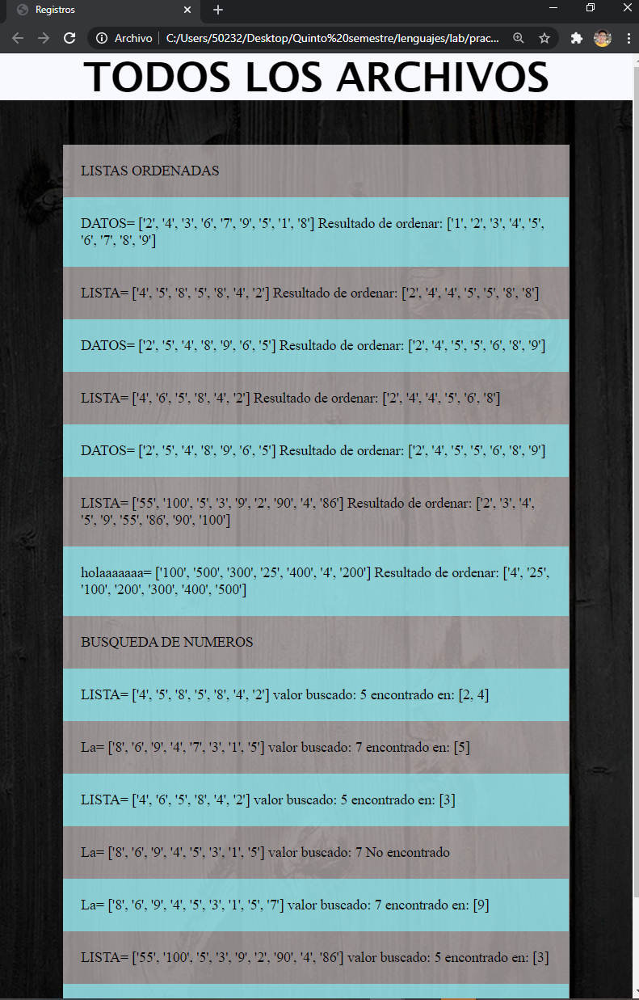 Registros
Archivo C:/Users/50232/Desktop/Quinto%20semestre/lenguajes/lab/prac...
TODOS LOS ARCHIVOS
LISTAS ORDENADAS
DATOS= ['2', '4', '3', '6', '7', '9', '5', '1', '8'] Resultado de ordenar: ['1', '2', '3', '4', '5',
'6', '7', '8', '9']
LISTA= ['4', '5', '8', '5', '8', '4', '2'] Resultado de ordenar: ['2', '4', '4', '5', '5', '8', '8']
DATOS= ['2', '5', '4', '8', '9', '6', '5'] Resultado de ordenar: ['2', '4', '5', '5', '6', '8', '9']
LISTA= ['4', '6', '5', '8', '4', '2'] Resultado de ordenar: ['2', '4', '4', '5', '6', '8']
DATOS= ['2', '5', '4', '8', '9', '6', '5'] Resultado de ordenar: ['2', '4', '5', '5', '6', '8', '9']
LISTA= ['55', '100', '5', '3', '9', '2', '90', '4', '86'] Resultado de ordenar: ['2', '3', '4',
'5', '9', '55', '86', '90', '100']
holaaaaaaa= ['100', '500', '300', '25', '400', '4', '200'] Resultado de ordenar: ['4', '25',
'100', '200', '300', '400', '500']
BUSQUEDA DE NUMEROS
LISTA= ['4', '5', '8', '5', '8', '4', '2'] valor buscado: 5 encontrado en: [2, 4]
La= ['8', '6', '9', '4', '7', '3', '1', '5'] valor buscado: 7 encontrado en: [5]
LISTA= ['4', '6', '5', '8', '4', '2'] valor buscado: 5 encontrado en: [3]
La= ['8', '6', '9', '4', '5', '3', '1', '5'] valor buscado: 7 No encontrado
La= ['8', '6', '9', '4', '5', '3', '1', '5', '7'] valor buscado: 7 encontrado en: [9]
LISTA= ['55', '100', '5', '3', '9', '2', '90', '4', '86'] valor buscado: 5 encontrado en: [3]